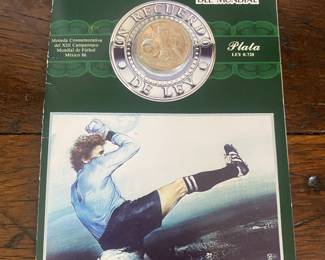 DEL MUNDIAL
UN RECUERDO
DE LEY
Moneda Conmemorativa
del XIII Campeonato
Mundial de Fútbol
México 86
Plata
LEY 0.720